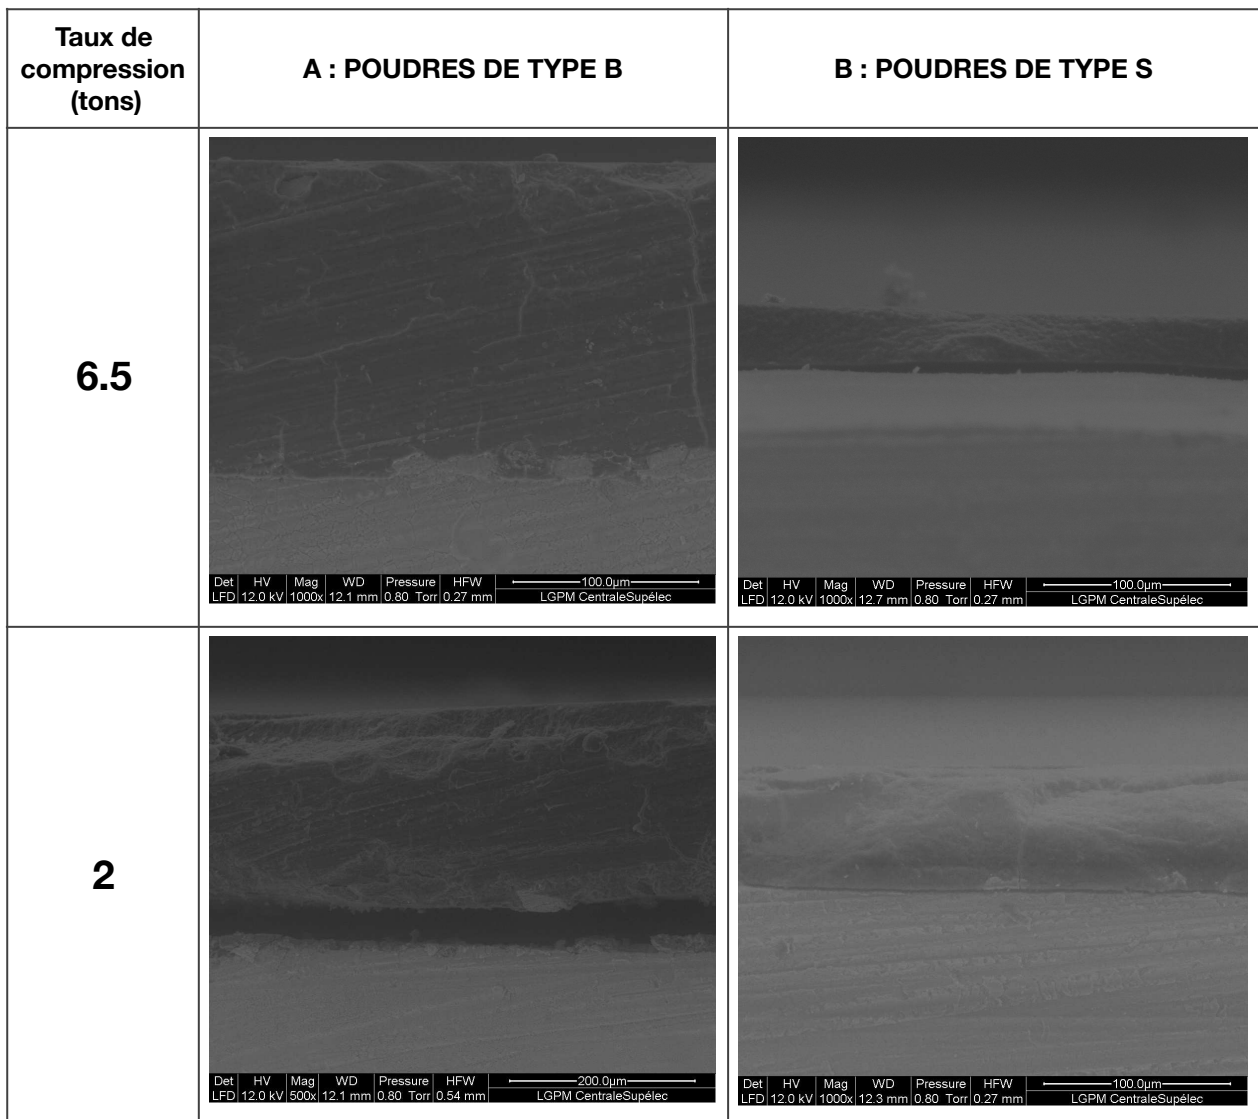 Taux de
compression
(tons)
A : POUDRES DE TYPE B
B : POUDRES DE TYPE S
6.5
Det HV Mag WD Pressure HFW 100.0µm
LFD 12.0 kV 1000x 12.1 mm 0.80 Torr 0.27 mm LGPM CentraleSupélec
Det HV Mag WD Pressure HFW 100.0µm
LFD 12.0 kV 1000x 12.7 mm 0.80 Torr 0.27 mm LGPM CentraleSupélec
2
Det HV Mag WD Pressure HFW 200.0µm
LFD 12.0 kV 500x 12.1 mm 0.80 Torr 0.54 mm LGPM CentraleSupélec
Det HV Mag WD Pressure HFW 100.0µm
LFD 12.0 kV 1000x 12.3 mm 0.80 Torr 0.27 mm LGPM CentraleSupélec